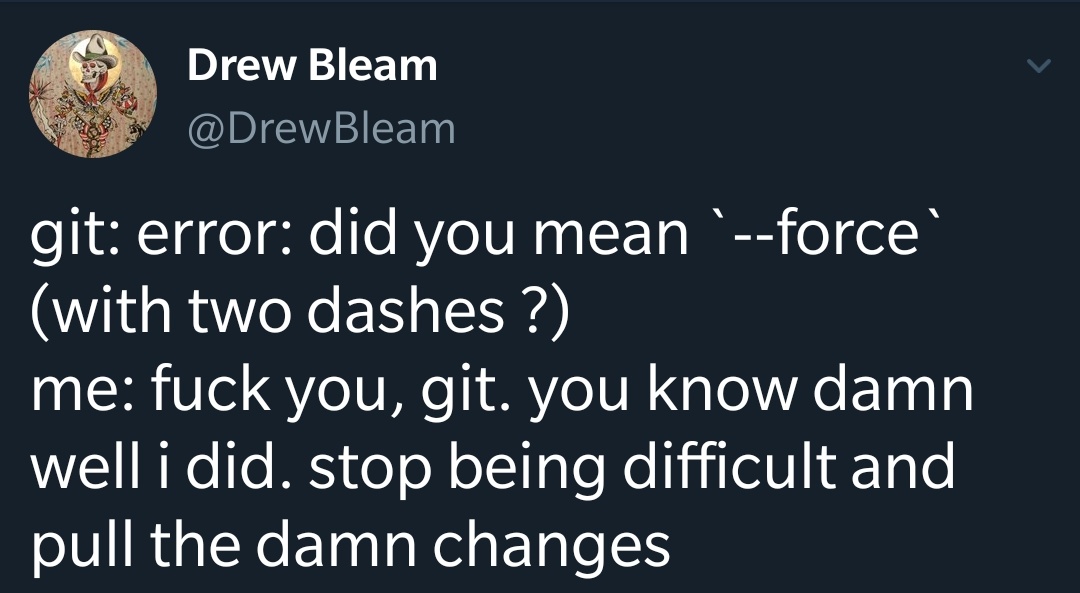 Drew Bleam
@DrewBleam
git: error: did you mean `--force`
(with two dashes ?)
me: fuck you, git. you know damn
well i did. stop being difficult and
pull the damn changes